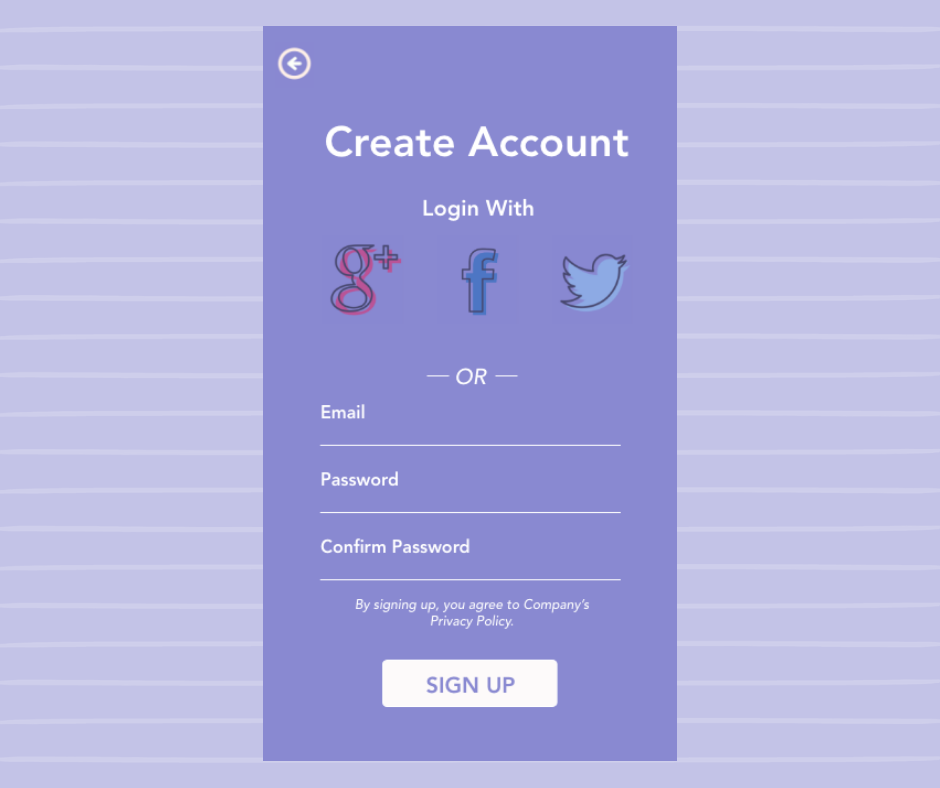 Create Account
Login With
g+ f
OR
Email
Password
Confirm Password
By signing up, you agree to Company’s
Privacy Policy.
SIGN UP